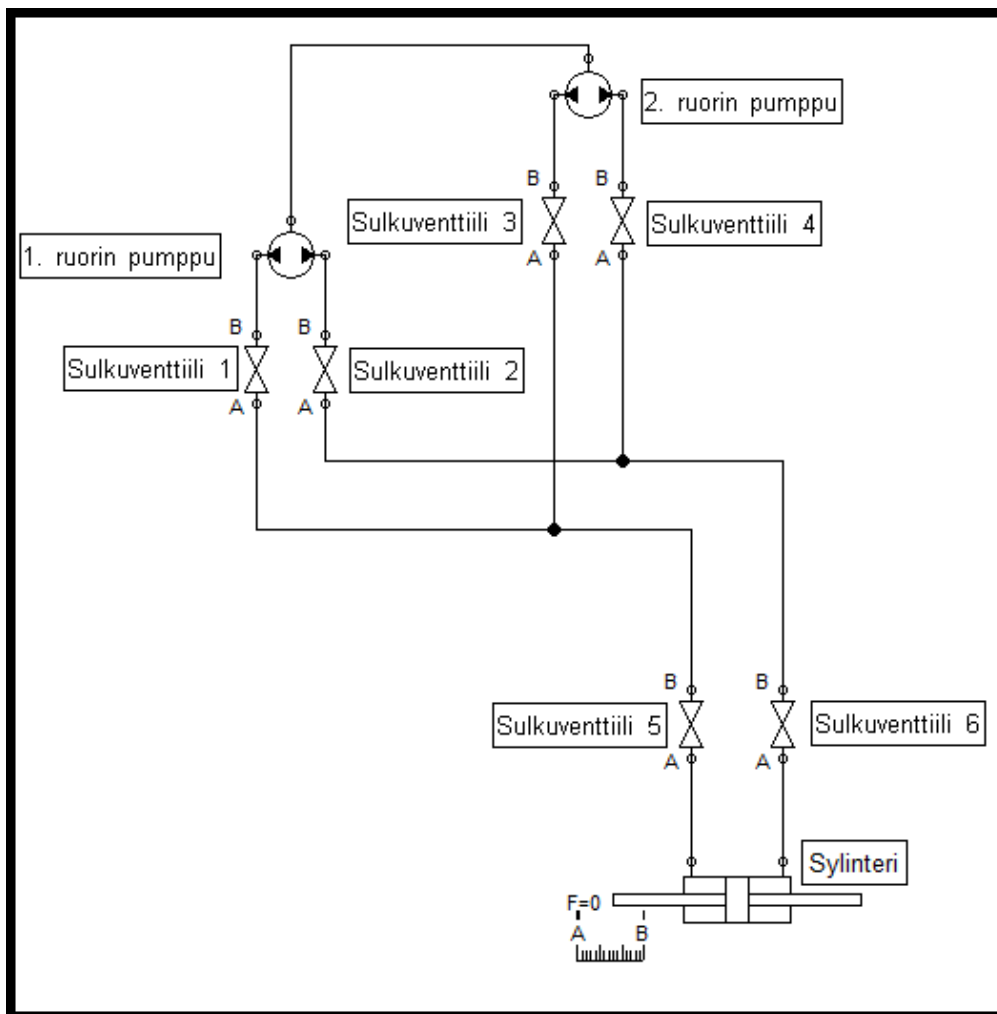 2. ruorin pumppu
B
B
Sulkuventtiili 3
Sulkuventtiili 4
A
A
1. ruorin pumppu
B
B
Sulkuventtiili 1
Sulkuventtiili 2
A
A
B
B
Sulkuventtiili 5
Sulkuventtiili 6
A
A
Sylinteri
F=0
A
B